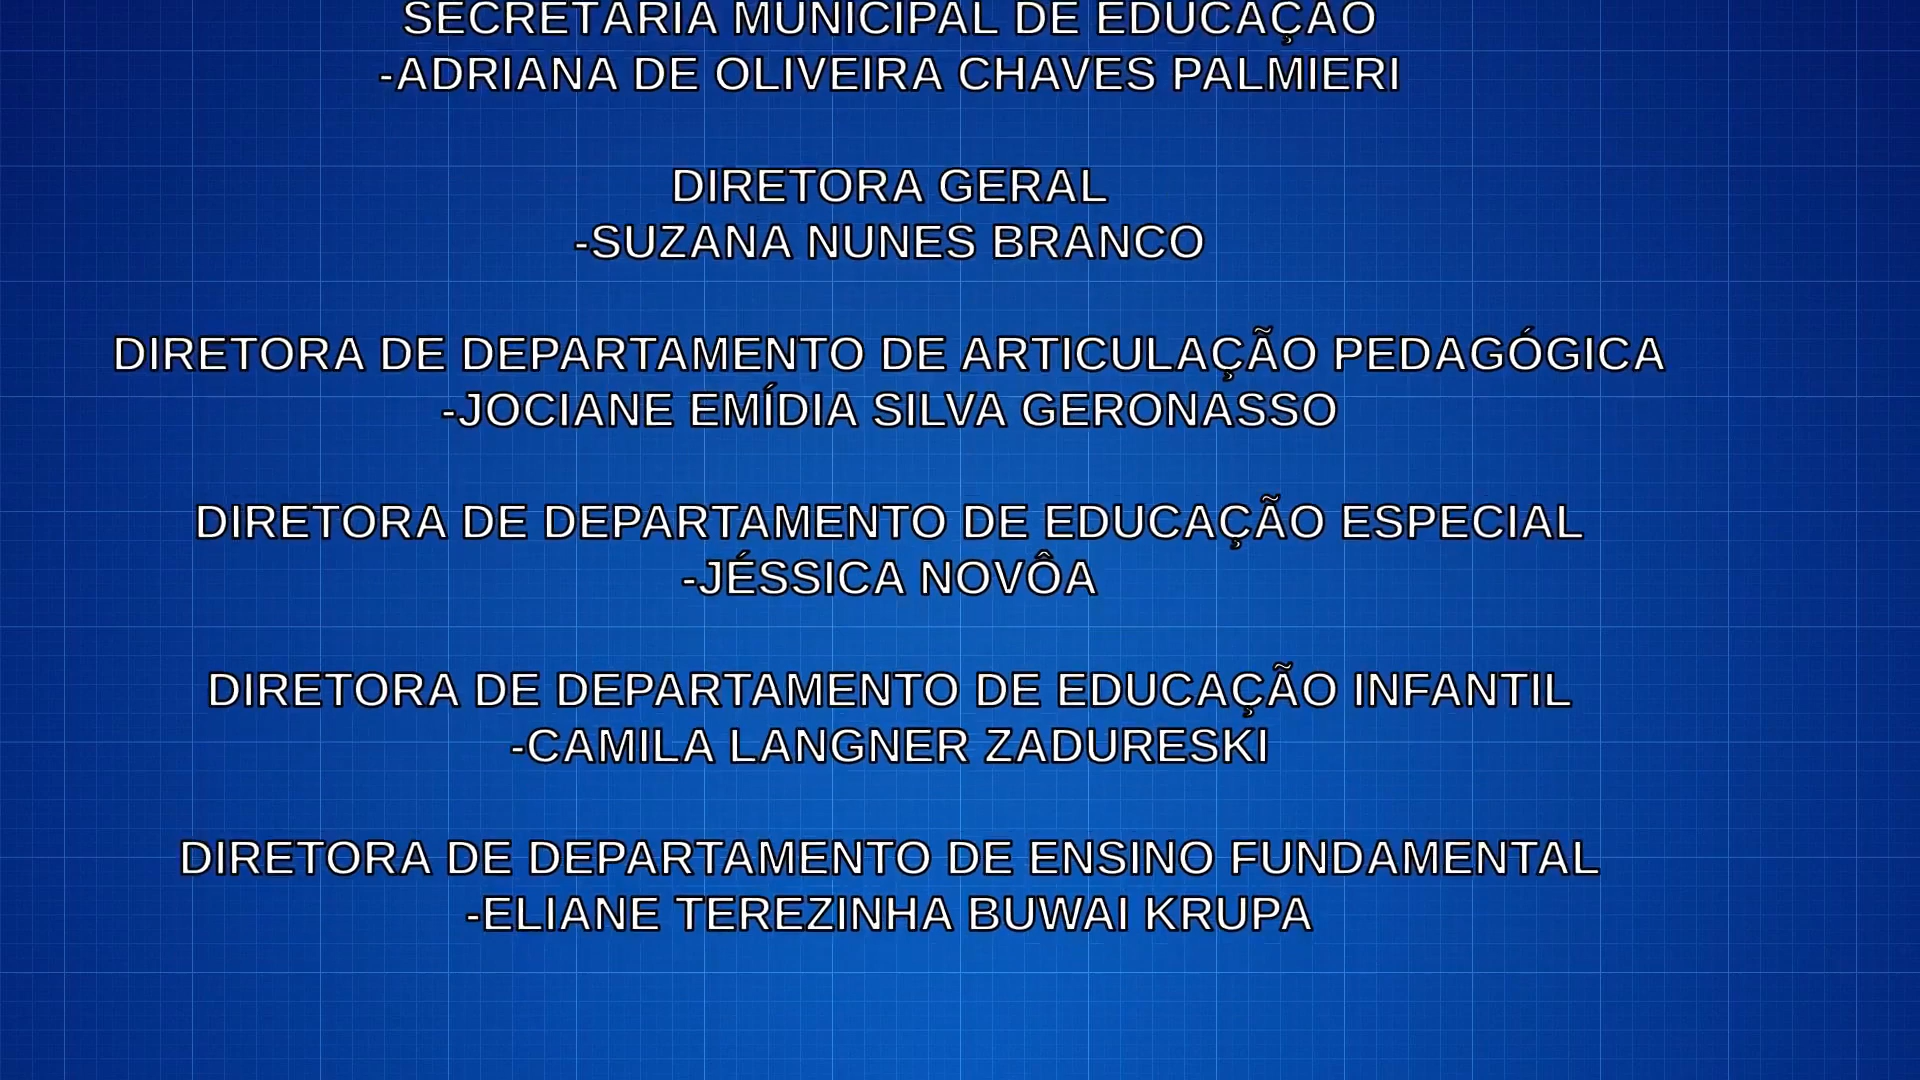 SECRETARIA MUNICIPAL DE EDUCAÇÃO
-ADRIANA DE OLIVEIRA CHAVES PALMIERI
DIRETORA GERAL
-SUZANA NUNES BRANCO
DIRETORA DE DEPARTAMENTO DE ARTICULAÇÃO PEDAGÓGICA
-JOCIANE EMÍDIA SILVA GERONASSO
DIRETORA DE DEPARTAMENTO DE EDUCAÇÃO ESPECIAL
-JÉSSICA NOVÔA
DIRETORA DE DEPARTAMENTO DE EDUCAÇÃO INFANTIL
-CAMILA LANGNER ZADURESKI
DIRETORA DE DEPARTAMENTO DE ENSINO FUNDAMENTAL
-ELIANE TEREZINHA BUWAI KRUPA